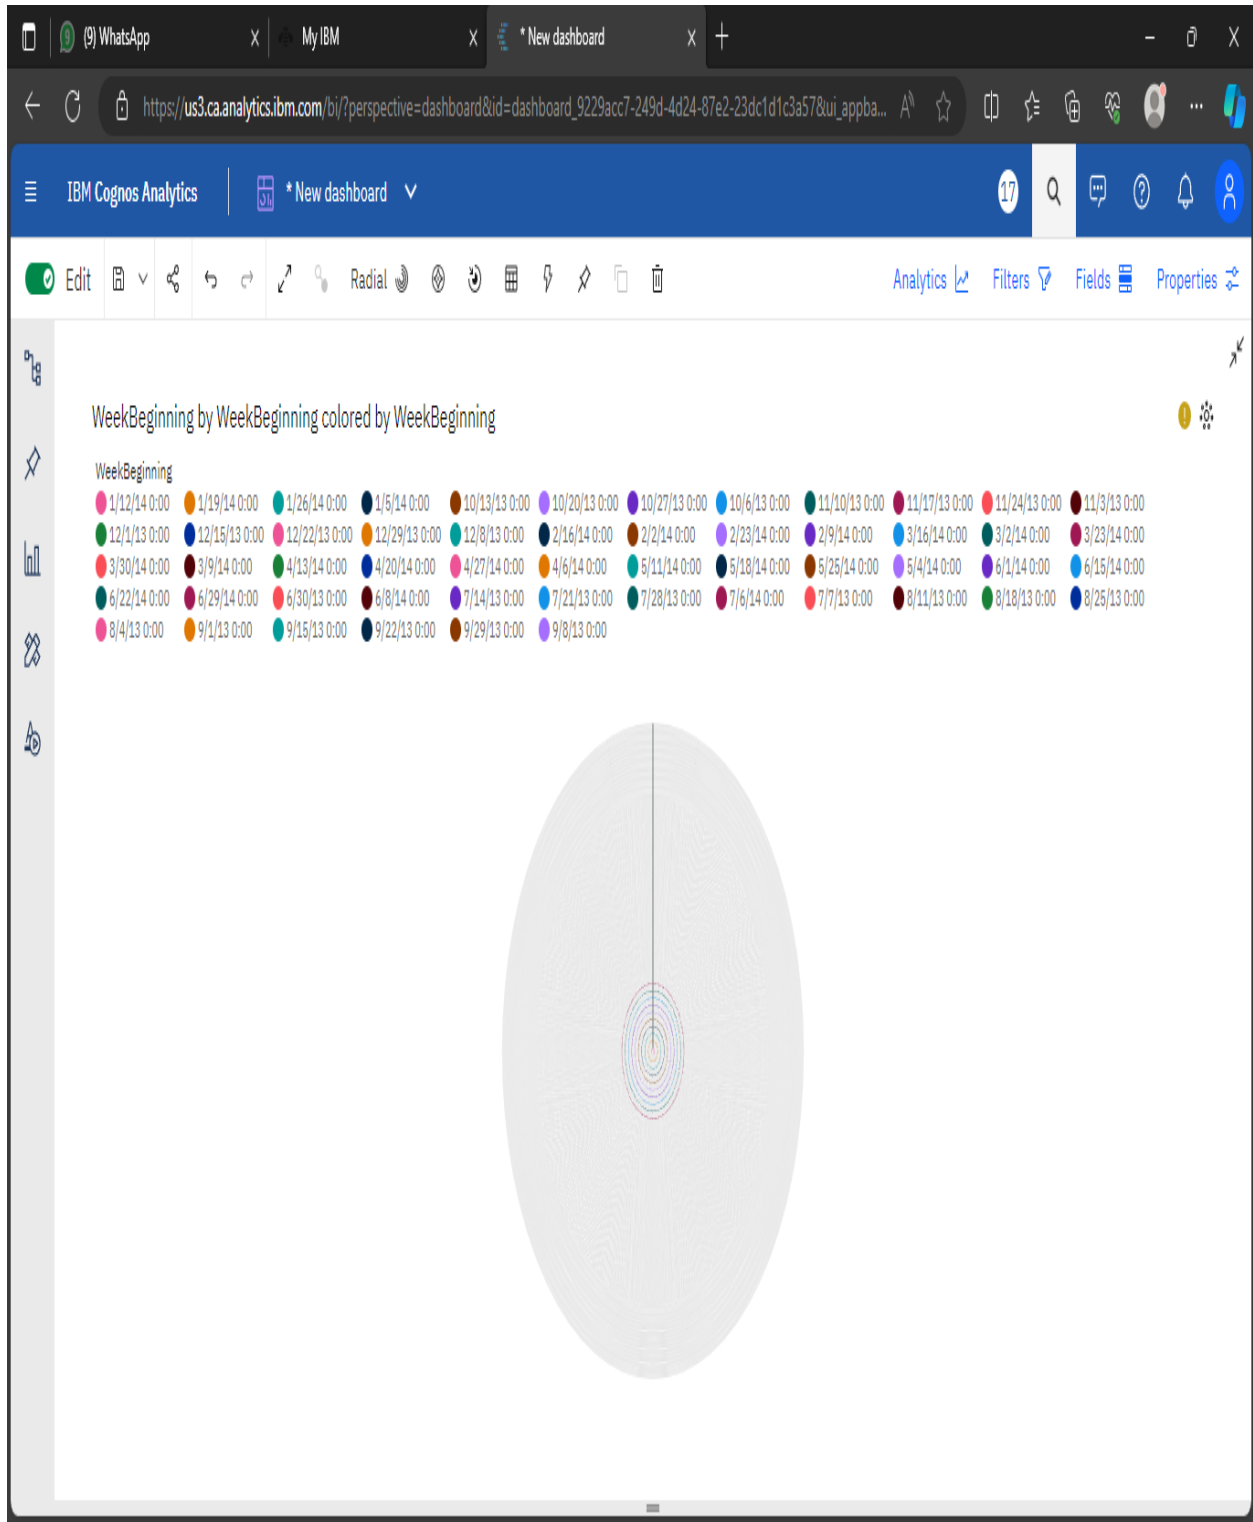 9 (9) WhatsApp My IBM * New dashboard
https://us3.ca.analytics.ibm.com/bi/?perspective=dashboard&id=dashboard_9229acc7-249d-4d24-87e2-23dc1d1c3a57&ui_appba...
IBM Cognos Analytics * New dashboard 17
Edit Radial Analytics Filters Fields Properties
WeekBeginning by WeekBeginning colored by WeekBeginning
WeekBeginning
1/12/14 0:00 1/19/14 0:00 1/26/14 0:00 1/5/14 0:00 10/13/13 0:00 10/20/13 0:00 10/27/13 0:00 10/6/13 0:00 11/10/13 0:00 11/17/13 0:00 11/24/13 0:00 11/3/13 0:00
12/1/13 0:00 12/15/13 0:00 12/22/13 0:00 12/29/13 0:00 12/8/13 0:00 2/16/14 0:00 2/2/14 0:00 2/23/14 0:00 2/9/14 0:00 3/16/14 0:00 3/2/14 0:00 3/23/14 0:00
3/30/14 0:00 3/9/14 0:00 4/13/14 0:00 4/20/14 0:00 4/27/14 0:00 4/6/14 0:00 5/11/14 0:00 5/18/14 0:00 5/25/14 0:00 5/4/14 0:00 6/1/14 0:00 6/15/14 0:00
6/22/14 0:00 6/29/14 0:00 6/30/13 0:00 6/8/14 0:00 7/14/13 0:00 7/21/13 0:00 7/28/13 0:00 7/6/14 0:00 7/7/13 0:00 8/11/13 0:00 8/18/13 0:00 8/25/13 0:00
8/4/13 0:00 9/1/13 0:00 9/15/13 0:00 9/22/13 0:00 9/29/13 0:00 9/8/13 0:00